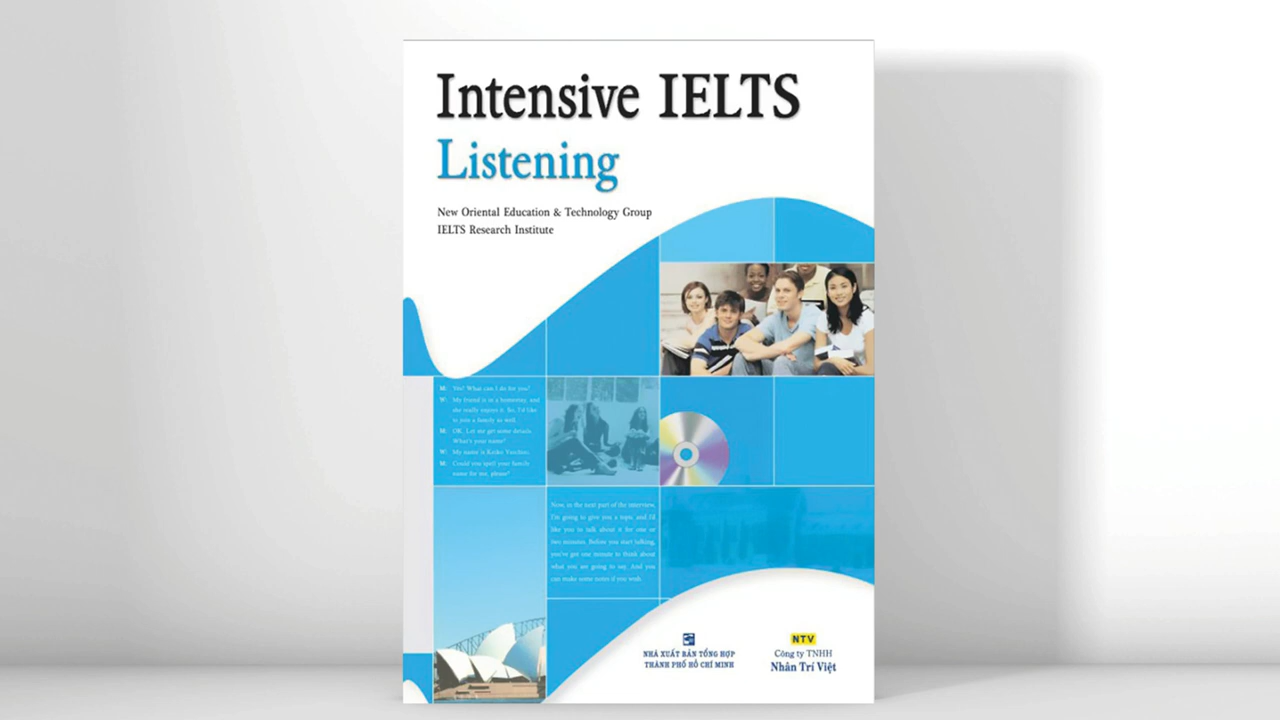 Intensive IELTS
Listening
New Oriental Education & Technology Group
IELTS Research Institute
M: Yes! What can I do for you?
W: My friend is in a homestay, and
she really enjoys it. So, I'd like
to join a family as well.
M: OK. Let me get some details.
What's your name?
W: My name is Keiko Yuichini.
M: Could you spell your family
name for me, please?
Now, in the next part of the interview,
I'm going to give you a topic and I'd
like you to talk about it for one or
two minutes. Before you start talking,
you've got one minute to think about
what you are going to say. And you
can make some notes if you wish.
NHÀ XUẤT BẢN TỔNG HỢP
THÀNH PHỐ HỒ CHÍ MINH
NTV
Công ty TNHH
Nhân Trí Việt